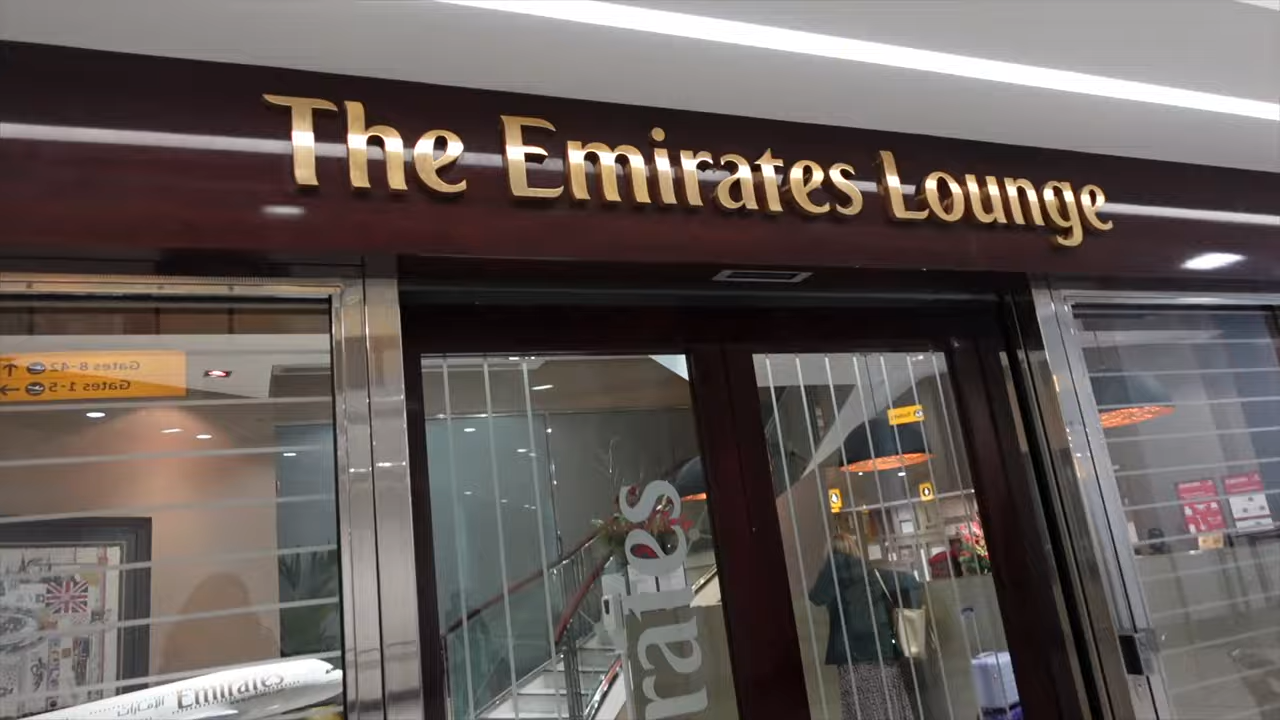 The Emirates Lounge
Gates 8-42
Gates 1-5
rates
Emirates